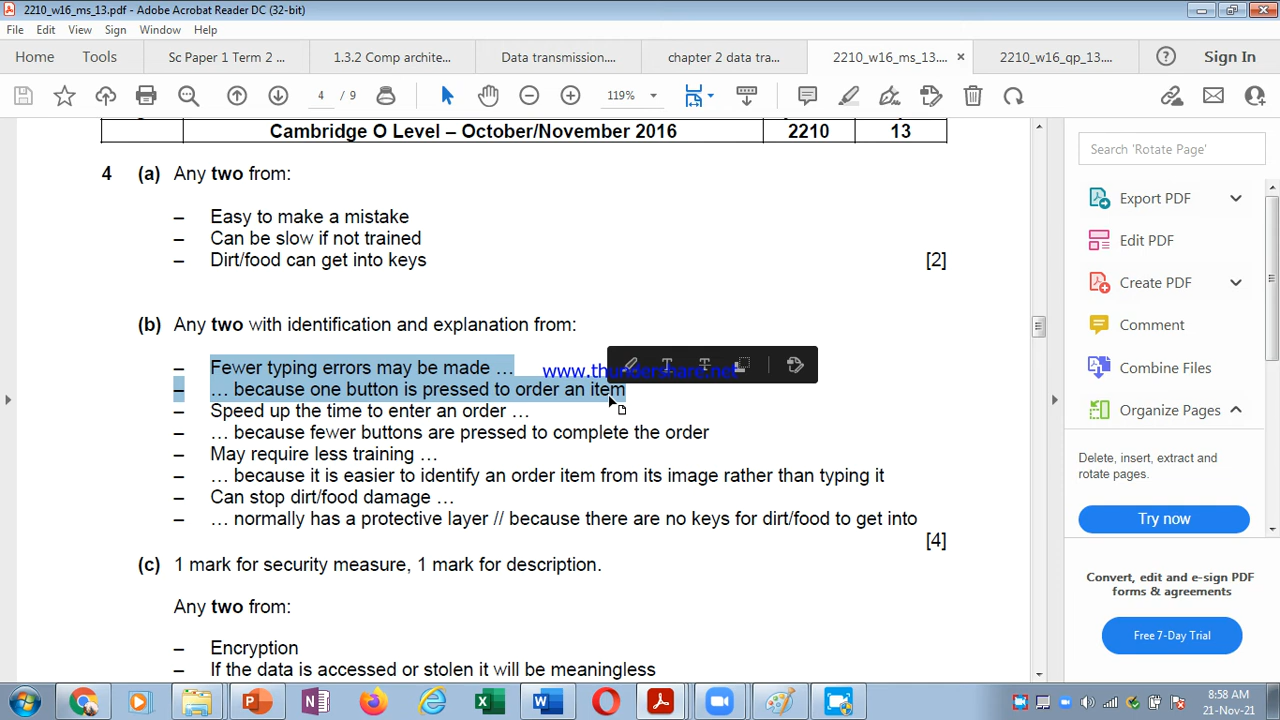 2210_w16_ms_13.pdf - Adobe Acrobat Reader DC (32-bit)
File Edit View Sign Window Help
Home Tools Sc Paper 1 Term 2 ... 1.3.2 Comp archite... Data transmission.... chapter 2 data tra... 2210_w16_ms_13.... × 2210_w16_qp_13.... Sign In
4 / 9 119%
Cambridge O Level – October/November 2016 2210 13
4 (a) Any two from:
– Easy to make a mistake
– Can be slow if not trained
– Dirt/food can get into keys [2]
(b) Any two with identification and explanation from:
– Fewer typing errors may be made …
www.thundershare.net
– … because one button is pressed to order an item
– Speed up the time to enter an order …
– … because fewer buttons are pressed to complete the order
– May require less training …
– … because it is easier to identify an order item from its image rather than typing it
– Can stop dirt/food damage …
– … normally has a protective layer // because there are no keys for dirt/food to get into
[4]
(c) 1 mark for security measure, 1 mark for description.
Any two from:
– Encryption
– If the data is accessed or stolen it will be meaningless
Search 'Rotate Page'
Export PDF
Edit PDF
Create PDF
Comment
Combine Files
Organize Pages
Delete, insert, extract and
rotate pages.
Try now
Convert, edit and e-sign PDF
forms & agreements
Free 7-Day Trial
8:58 AM
21-Nov-21